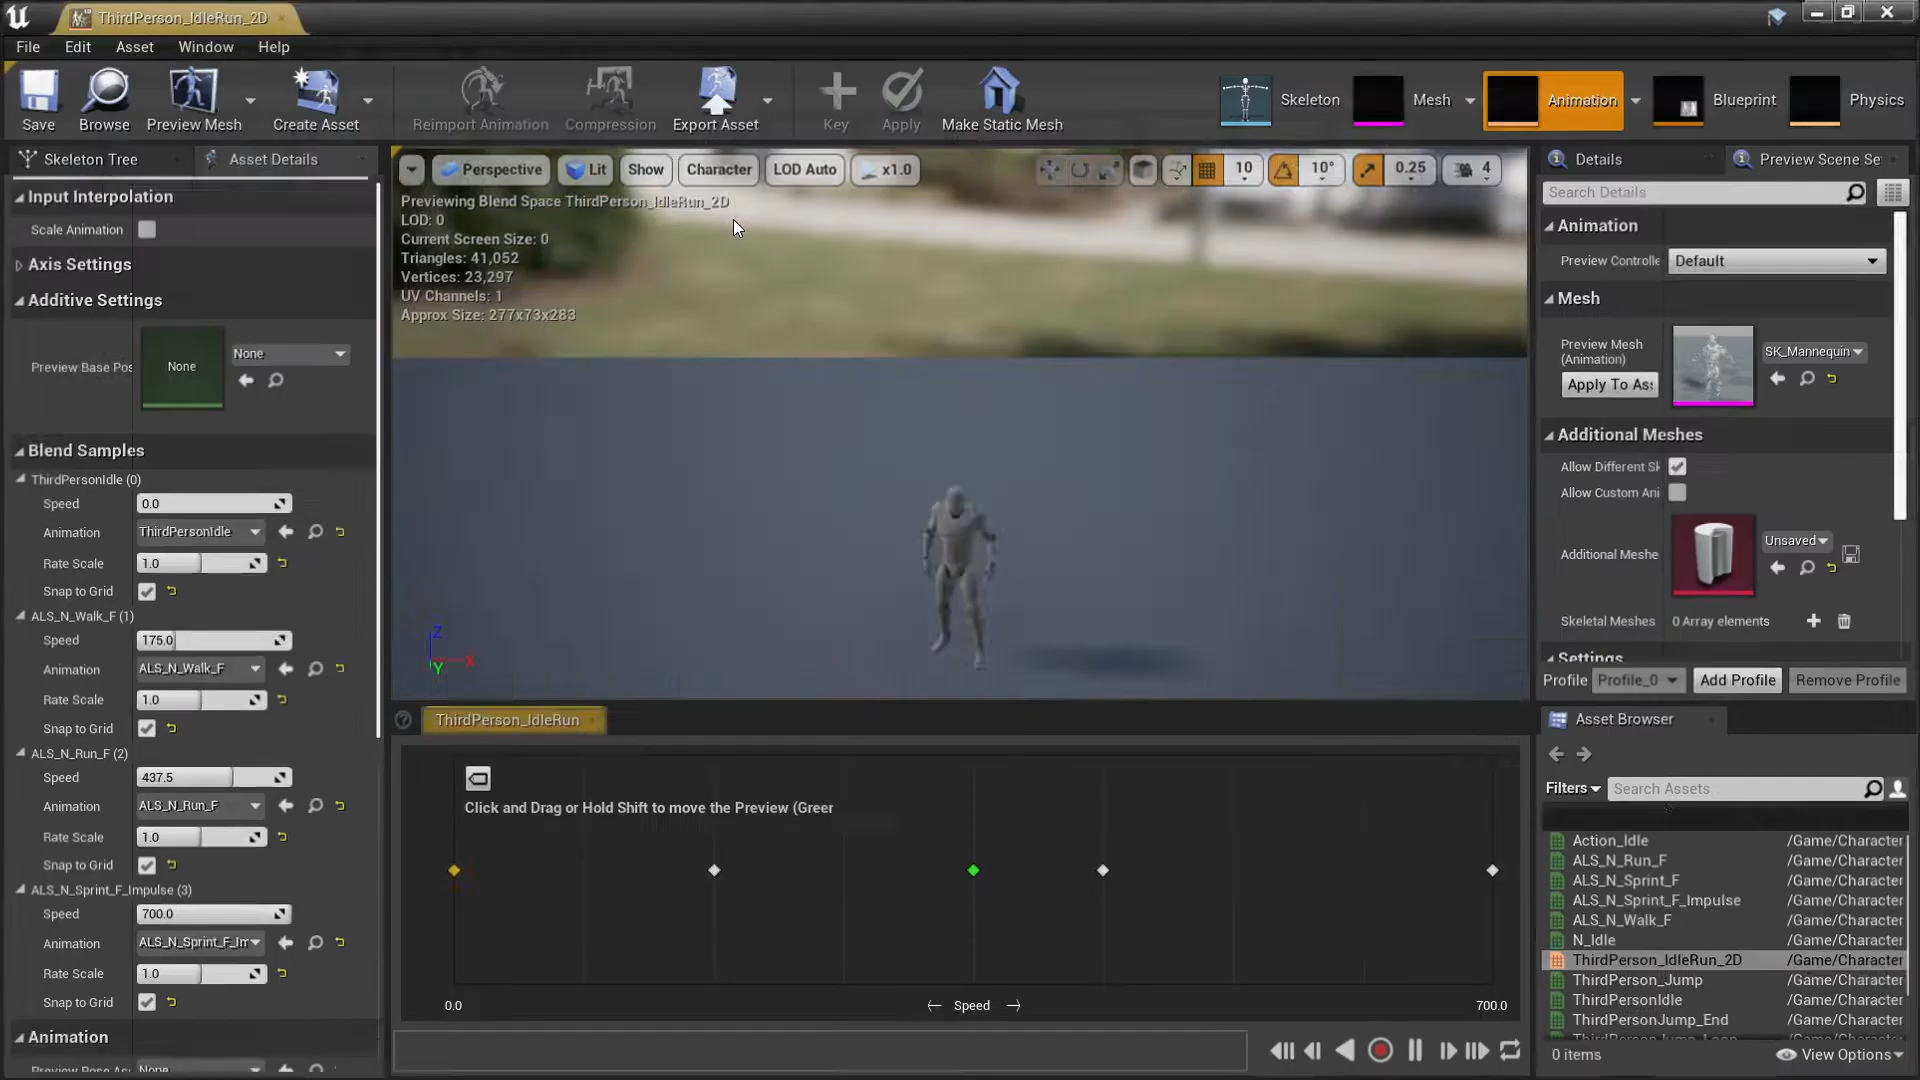 ThirdPerson_IdleRun_2D
File Edit Asset Window Help
Save Browse Preview Mesh Create Asset Reimport Animation Compression Export Asset Key Apply Make Static Mesh Skeleton Mesh Animation Blueprint Physics
Skeleton Tree Asset Details
Input Interpolation
Scale Animation
Axis Settings
Additive Settings
Preview Base Pos None None
Blend Samples
ThirdPersonIdle (0)
Speed 0.0
Animation ThirdPersonIdle
Rate Scale 1.0
Snap to Grid
ALS_N_Walk_F (1)
Speed 175.0
Animation ALS_N_Walk_F
Rate Scale 1.0
Snap to Grid
ALS_N_Run_F (2)
Speed 437.5
Animation ALS_N_Run_F
Rate Scale 1.0
Snap to Grid
ALS_N_Sprint_F_Impulse (3)
Speed 700.0
Animation ALS_N_Sprint_F_Im
Rate Scale 1.0
Snap to Grid
Animation
Perspective Lit Show Character LOD Auto x1.0 10 10° 0.25 4
Previewing Blend Space ThirdPerson_IdleRun_2D
LOD: 0
Current Screen Size: 0
Triangles: 41,052
Vertices: 23,297
UV Channels: 1
Approx Size: 277x73x283
Z
X
Y
ThirdPerson_IdleRun
Click and Drag or Hold Shift to move the Preview (Greer
0.0 Speed 700.0
Details Preview Scene Se
Search Details
Animation
Preview Controlle Default
Mesh
Preview Mesh
(Animation)
SK_Mannequin
Apply To As
Additional Meshes
Allow Different Sk
Allow Custom Ani
Additional Meshe Unsaved
Skeletal Meshes 0 Array elements
Settings
Profile Profile_0 Add Profile Remove Profile
Asset Browser
Filters Search Assets
Action_Idle /Game/Character
ALS_N_Run_F /Game/Character
ALS_N_Sprint_F /Game/Character
ALS_N_Sprint_F_Impulse /Game/Character
ALS_N_Walk_F /Game/Character
N_Idle /Game/Character
ThirdPerson_IdleRun_2D /Game/Character
ThirdPerson_Jump /Game/Character
ThirdPersonIdle /Game/Character
ThirdPersonJump_End /Game/Character
0 items View Options